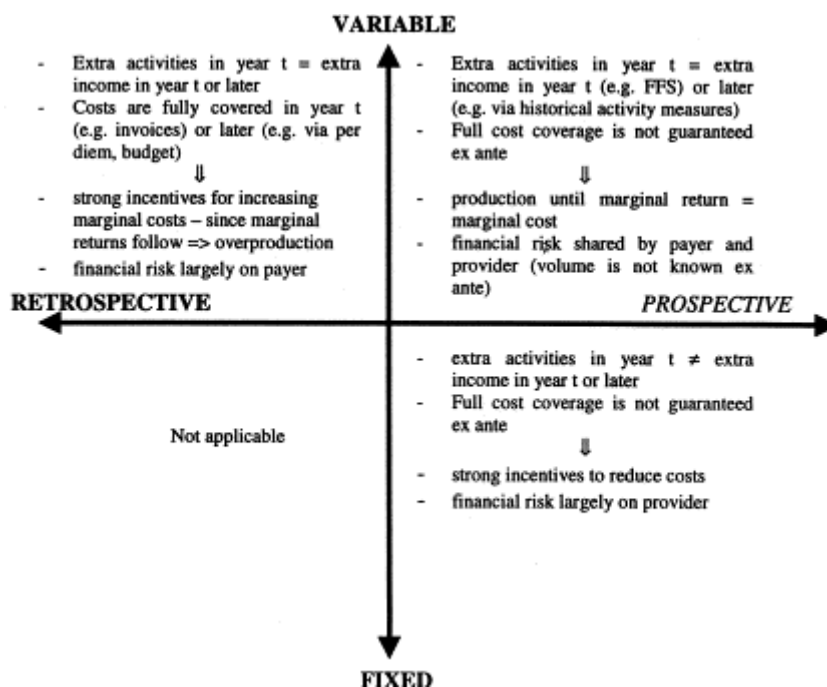 VARIABLE
- Extra activities in year t = extra
income in year t or later
- Costs are fully covered in year t
(e.g. invoices) or later (e.g. via per
diem, budget)
⇓
- strong incentives for increasing
marginal costs – since marginal
returns follow => overproduction
- financial risk largely on payer
- Extra activities in year t = extra
income in year t (e.g. FFS) or later
(e.g. via historical activity measures)
- Full cost coverage is not guaranteed
ex ante
⇓
- production until marginal return =
marginal cost
- financial risk shared by payer and
provider (volume is not known ex
ante)
RETROSPECTIVE
PROSPECTIVE
Not applicable
- extra activities in year t ≠ extra
income in year t or later
- Full cost coverage is not guaranteed
ex ante
⇓
- strong incentives to reduce costs
- financial risk largely on provider
FIXED